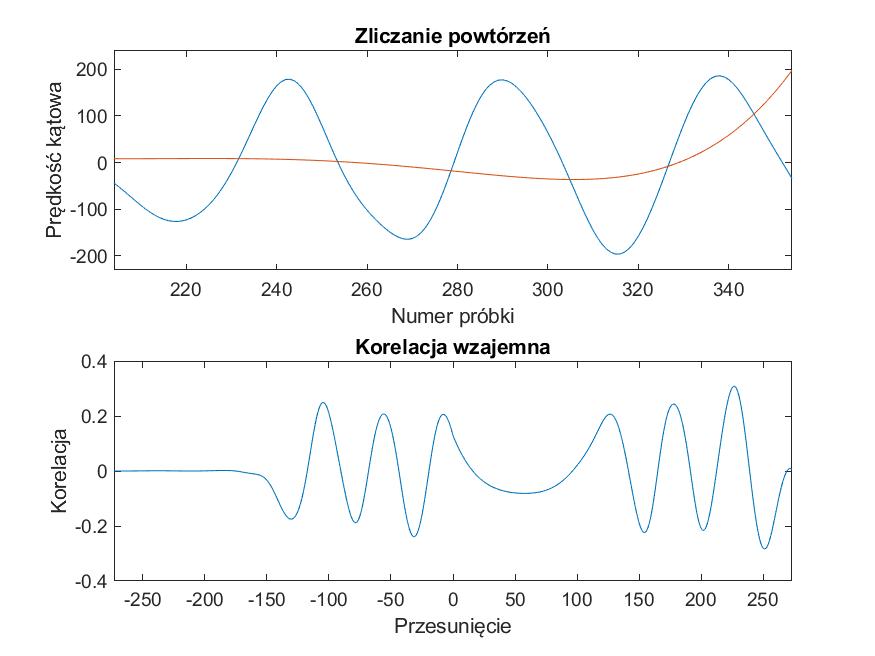 Zliczanie powtórzeń
200
100
0
-100
-200
Prędkość kątowa
220 240 260 280 300 320 340
Numer próbki
Korelacja wzajemna
0.4
0.2
0
-0.2
-0.4
Korelacja
-250 -200 -150 -100 -50 0 50 100 150 200 250
Przesunięcie